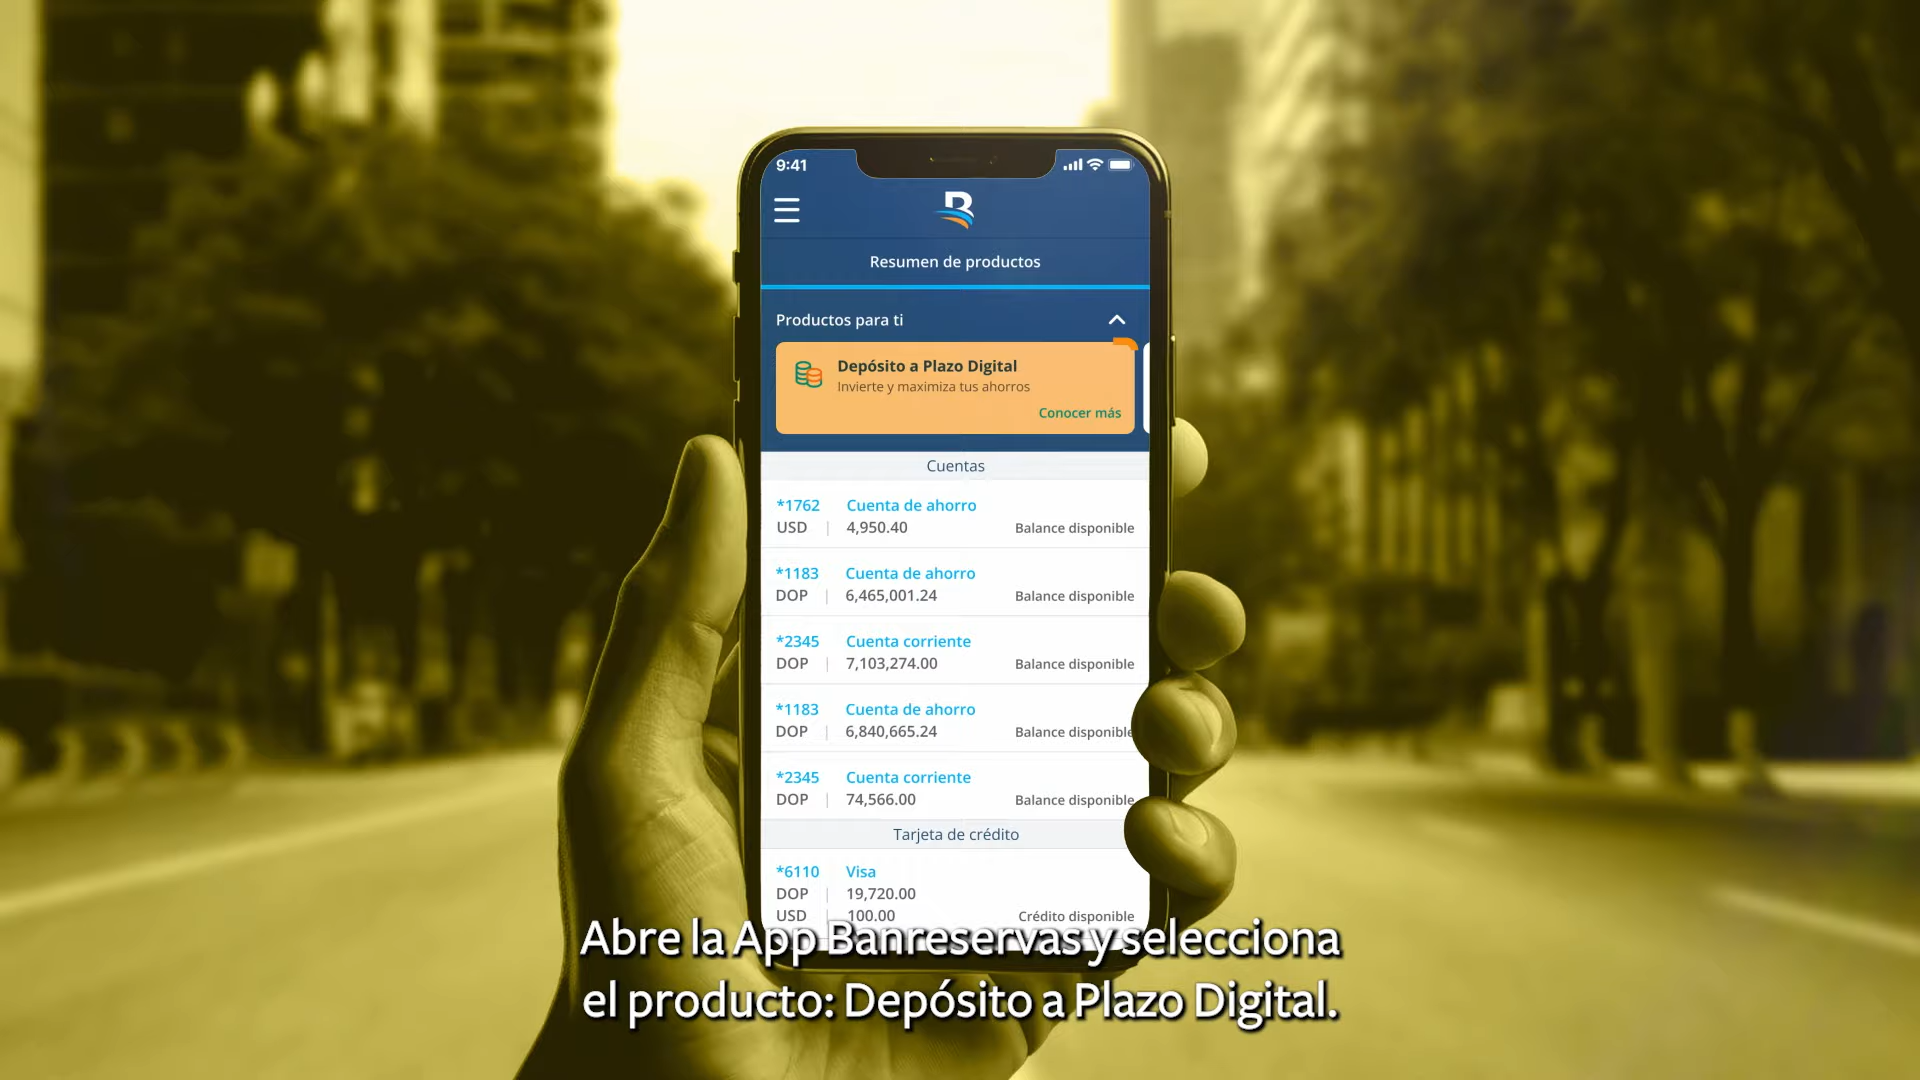 9:41
B
Resumen de productos
Productos para ti
Depósito a Plazo Digital
Invierte y maximiza tus ahorros
Conocer más
Cuentas
*1762 Cuenta de ahorro
USD | 4,950.40 Balance disponible
*1183 Cuenta de ahorro
DOP | 6,465,001.24 Balance disponible
*2345 Cuenta corriente
DOP | 7,103,274.00 Balance disponible
*1183 Cuenta de ahorro
DOP | 6,840,665.24 Balance disponible
*2345 Cuenta corriente
DOP | 74,566.00 Balance disponible
Tarjeta de crédito
*6110 Visa
DOP | 19,720.00
USD | 100.00 Crédito disponible
Abre la App Banreservas y selecciona
el producto: Depósito a Plazo Digital.